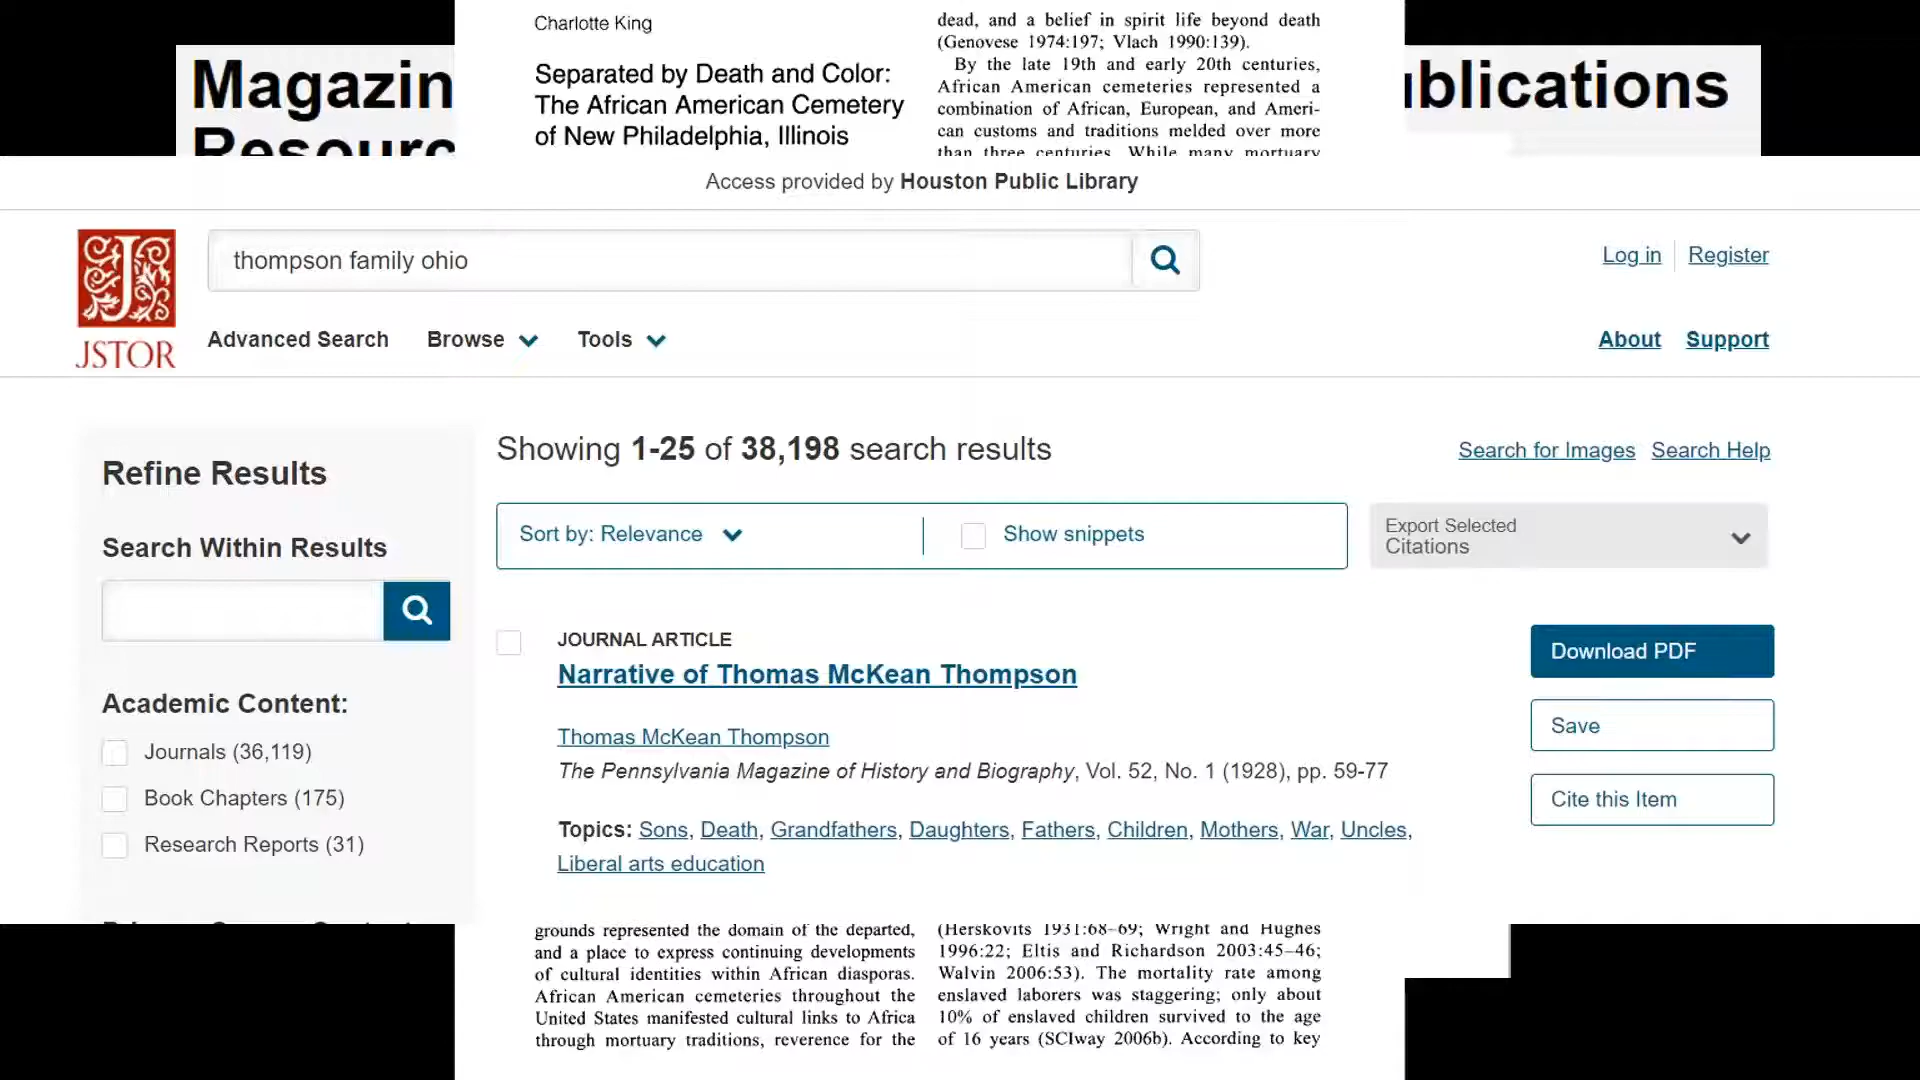 Magazin
Resourc
ublications
Charlotte King
Separated by Death and Color:
The African American Cemetery
of New Philadelphia, Illinois
dead, and a belief in spirit life beyond death
(Genovese 1974:197; Vlach 1990:139).
By the late 19th and early 20th centuries,
African American cemeteries represented a
combination of African, European, and Ameri-
can customs and traditions melded over more
than three centuries. While many mortuary
Access provided by Houston Public Library
JSTOR
thompson family ohio
Log in
Register
Advanced Search
Browse
Tools
About
Support
Refine Results
Search Within Results
Academic Content:
Journals (36,119)
Book Chapters (175)
Research Reports (31)
Showing 1-25 of 38,198 search results
Search for Images
Search Help
Sort by: Relevance
Show snippets
Export Selected
Citations
JOURNAL ARTICLE
Narrative of Thomas McKean Thompson
Thomas McKean Thompson
The Pennsylvania Magazine of History and Biography, Vol. 52, No. 1 (1928), pp. 59-77
Topics: Sons, Death, Grandfathers, Daughters, Fathers, Children, Mothers, War, Uncles,
Liberal arts education
Download PDF
Save
Cite this Item
grounds represented the domain of the departed,
and a place to express continuing developments
of cultural identities within African diasporas.
African American cemeteries throughout the
United States manifested cultural links to Africa
through mortuary traditions, reverence for the
(Herskovits 1931:68–69; Wright and Hughes
1996:22; Eltis and Richardson 2003:45–46;
Walvin 2006:53). The mortality rate among
enslaved laborers was staggering; only about
10% of enslaved children survived to the age
of 16 years (SCIway 2006b). According to key